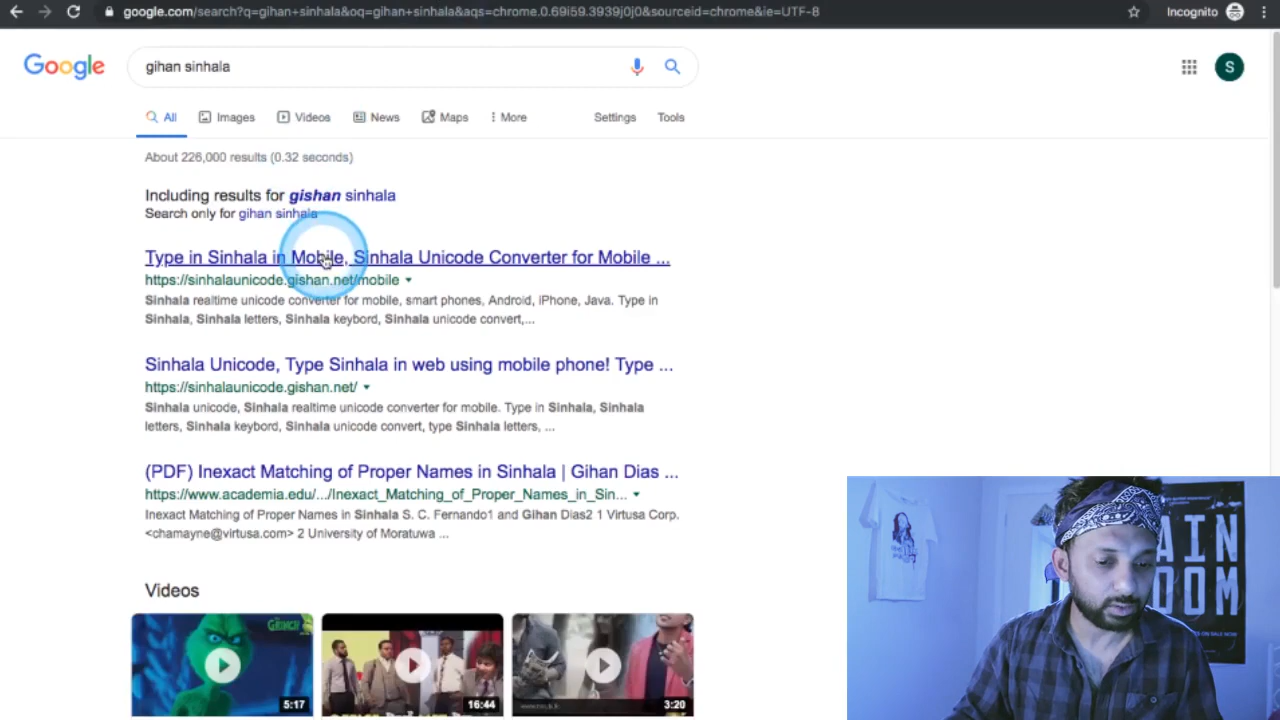 google.com/search?q=gihan+sinhala&oq=gihan+sinhala&aqs=chrome.0.69i59.3939j0j0&sourceid=chrome&ie=UTF-8
Incognito
Google
gihan sinhala
S
All Images Videos News Maps More Settings Tools
About 226,000 results (0.32 seconds)
Including results for gishan sinhala
Search only for gihan sinhala
Type in Sinhala in Mobile, Sinhala Unicode Converter for Mobile ...
https://sinhalaunicode.gishan.net/mobile
Sinhala realtime unicode converter for mobile, smart phones, Android, iPhone, Java. Type in
Sinhala, Sinhala letters, Sinhala keybord, Sinhala unicode convert,...
Sinhala Unicode, Type Sinhala in web using mobile phone! Type ...
https://sinhalaunicode.gishan.net/
Sinhala unicode, Sinhala realtime unicode converter for mobile. Type in Sinhala, Sinhala
letters, Sinhala keybord, Sinhala unicode convert, type Sinhala letters, ...
(PDF) Inexact Matching of Proper Names in Sinhala | Gihan Dias ...
https://www.academia.edu/.../Inexact_Matching_of_Proper_Names_in_Sin...
Inexact Matching of Proper Names in Sinhala S. C. Fernando1 and Gihan Dias2 1 Virtusa Corp.
<chamayne@virtusa.com> 2 University of Moratuwa ...
Videos
GRINCH
5:17
16:44
3:20
AIN
OOM